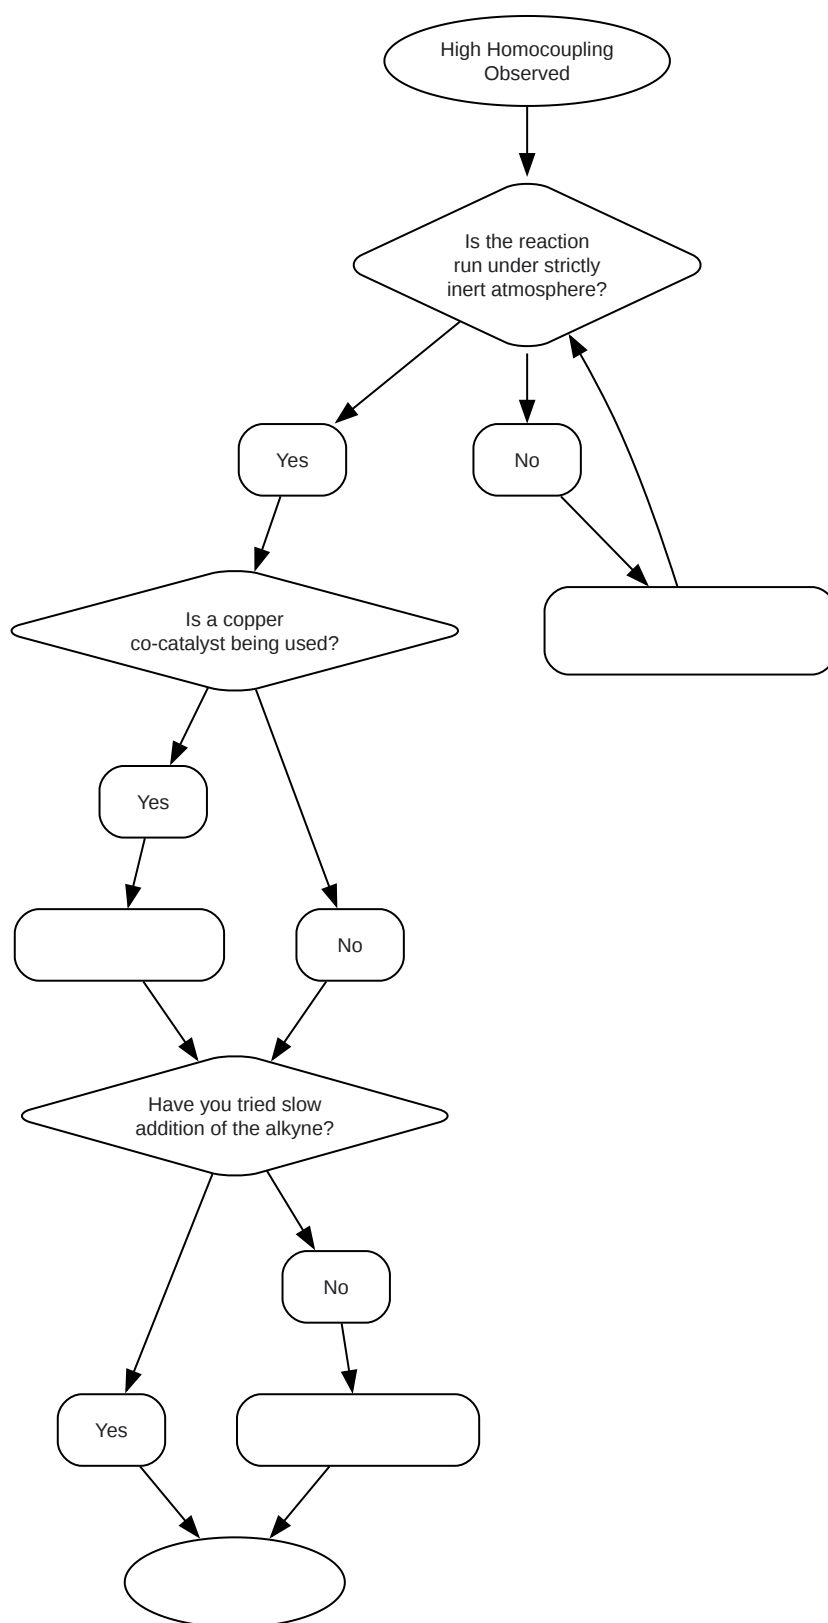 High Homocoupling
Observed
Is the reaction
run under strictly
inert atmosphere?
Yes
No
Is a copper
co-catalyst being used?
Yes
No
Have you tried slow
addition of the alkyne?
No
Yes